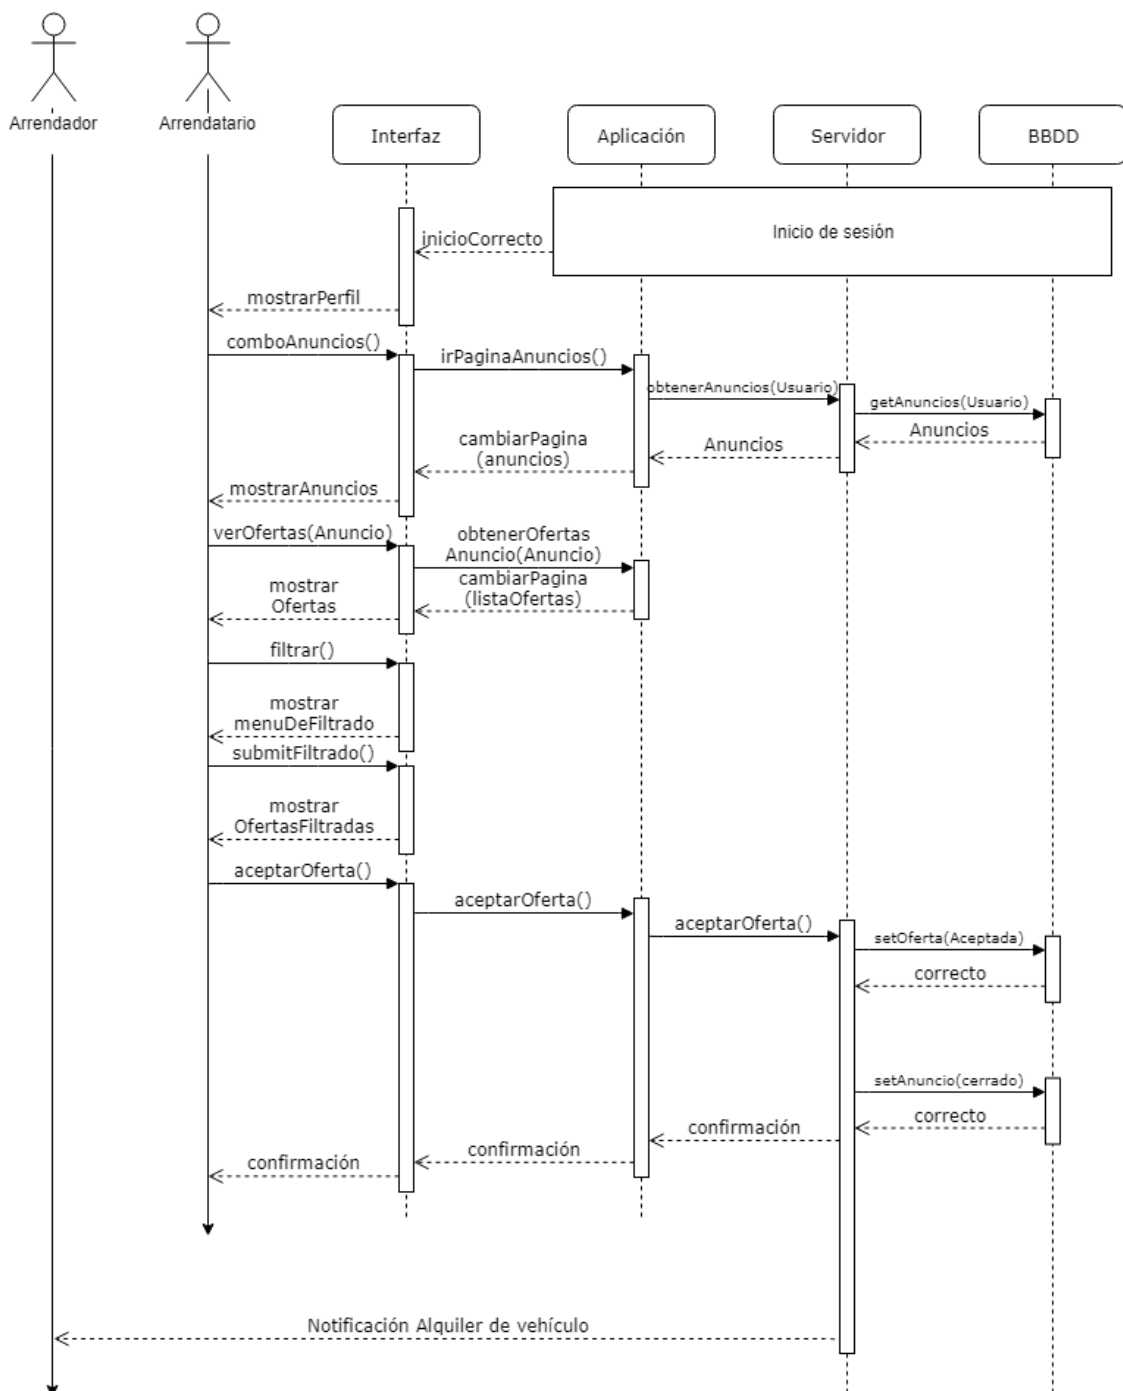 Arrendador
Arrendatario
Interfaz
Aplicación
Servidor
BBDD
Inicio de sesión
inicioCorrecto
mostrarPerfil
comboAnuncios()
irPaginaAnuncios()
obtenerAnuncios(Usuario)
getAnuncios(Usuario)
Anuncios
Anuncios
cambiarPagina
(anuncios)
mostrarAnuncios
verOfertas(Anuncio)
obtenerOfertas
Anuncio(Anuncio)
cambiarPagina
(listaOfertas)
mostrar
Ofertas
filtrar()
mostrar
menuDeFiltrado
submitFiltrado()
mostrar
OfertasFiltradas
aceptarOferta()
aceptarOferta()
aceptarOferta()
setOferta(Aceptada)
correcto
setAnuncio(cerrado)
correcto
confirmación
confirmación
confirmación
Notificación Alquiler de vehículo